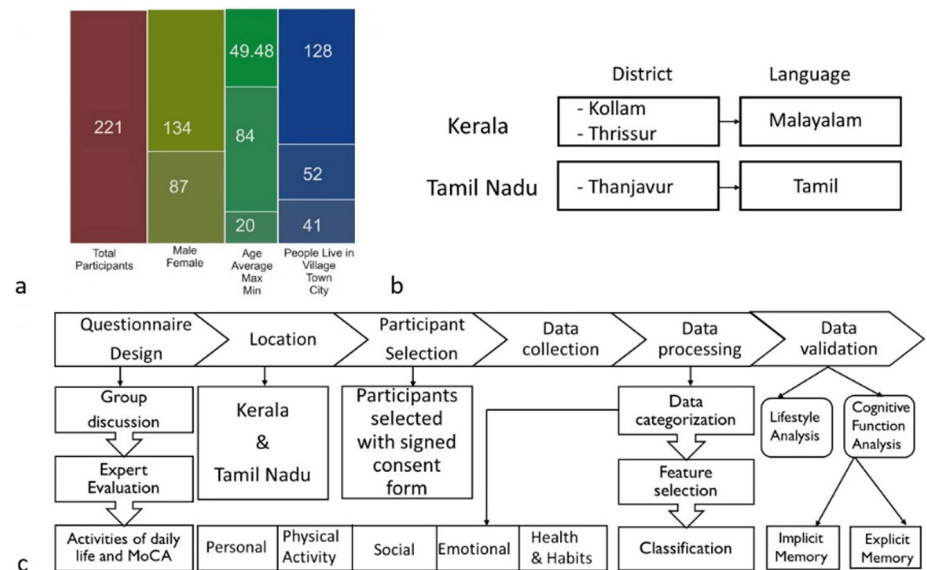 221
134
87
49.48
84
20
128
52
41
Total
Participants
Male
Female
Age
Average
Max
Min
People Live in
Village
Town
City
a
District
Language
Kerala
- Kollam
- Thrissur
Malayalam
Tamil Nadu
- Thanjavur
Tamil
b
Questionnaire
Design
Location
Participant
Selection
Data
collection
Data
processing
Data
validation
Group
discussion
Expert
Evaluation
Activities of daily
life and MoCA
Kerala
&
Tamil Nadu
Participants
selected
with signed
consent
form
Data
categorization
Feature
selection
Classification
Lifestyle
Analysis
Cognitive
Function
Analysis
Personal
Physical
Activity
Social
Emotional
Health
& Habits
Implicit
Memory
Explicit
Memory
c